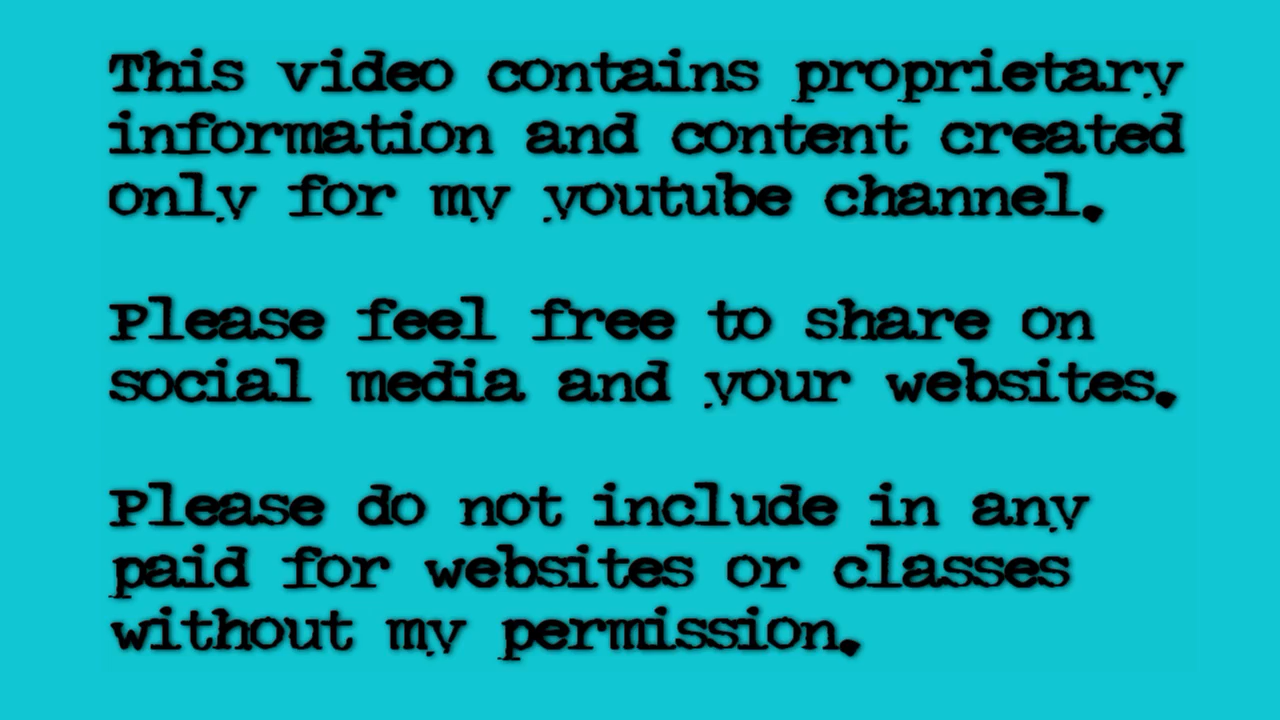 This video contains proprietary
information and content created
only for my youtube channel.
Please feel free to share on
social media and your websites.
Please do not include in any
paid for websites or classes
without my permission.